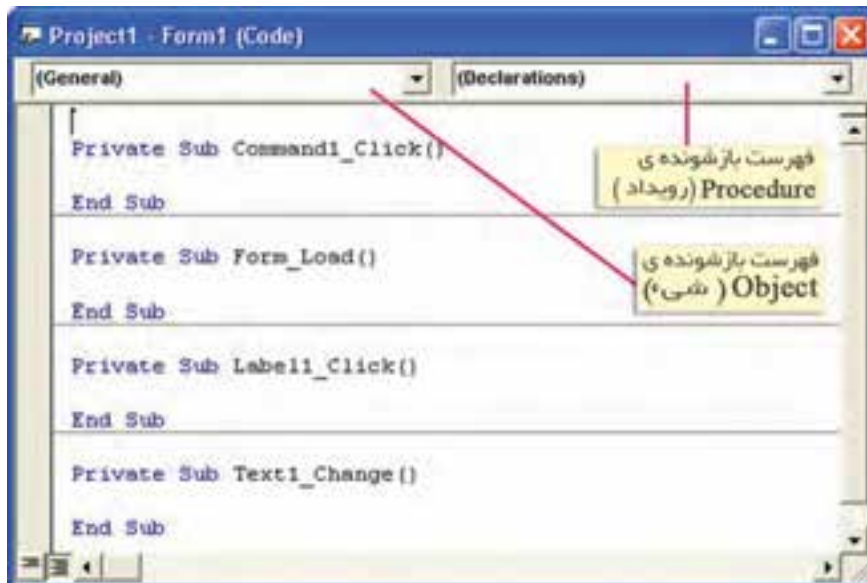 Project1 - Form1 (Code)
(General) (Declarations)
Private Sub Command1_Click()
End Sub
Private Sub Form_Load()
End Sub
Private Sub Label1_Click()
End Sub
Private Sub Text1_Change()
End Sub
فهرست بازشونده ی
Procedure (رویداد)
فهرست بازشونده ی
Object ( شیء)